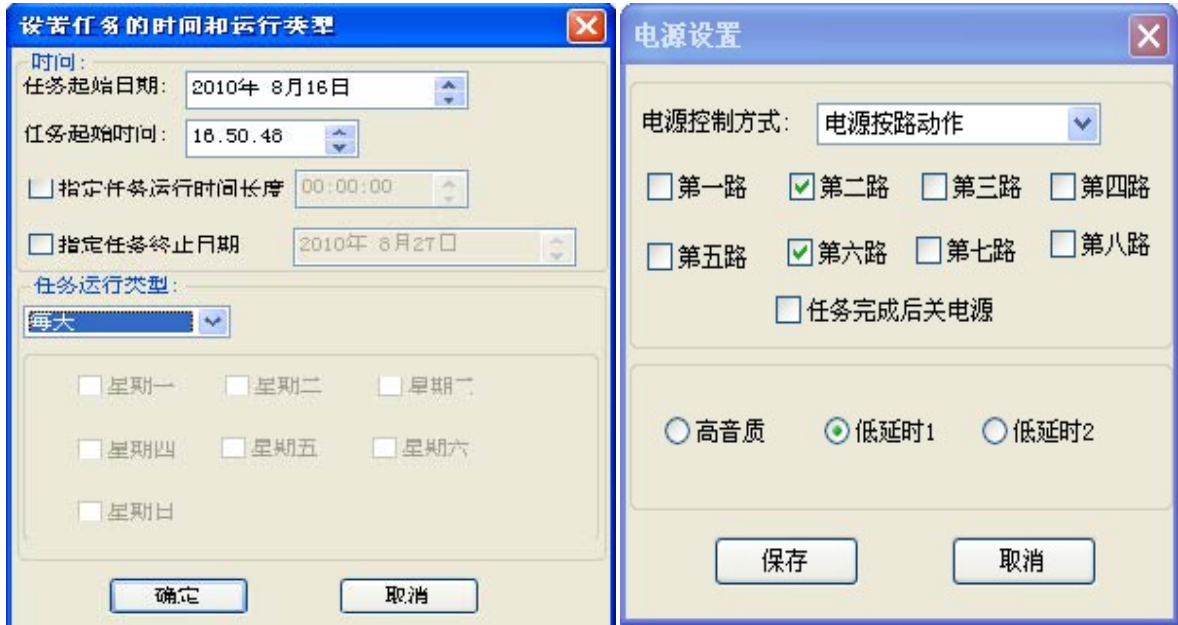 设置任务的时间和运行类型
时间:
任务起始日期: 2010年 8月16日
任务起始时间: 16.50.48
指定任务运行时间长度 00:00:00
指定任务终止日期 2010年 8月27日
任务运行类型:
每天
星期一 星期二 星期三
星期四 星期五 星期六
星期日
确定 取消
电源设置
电源控制方式: 电源按路动作
第一路 第二路 第三路 第四路
第五路 第六路 第七路 第八路
任务完成后关电源
高音质 低延时1 低延时2
保存 取消